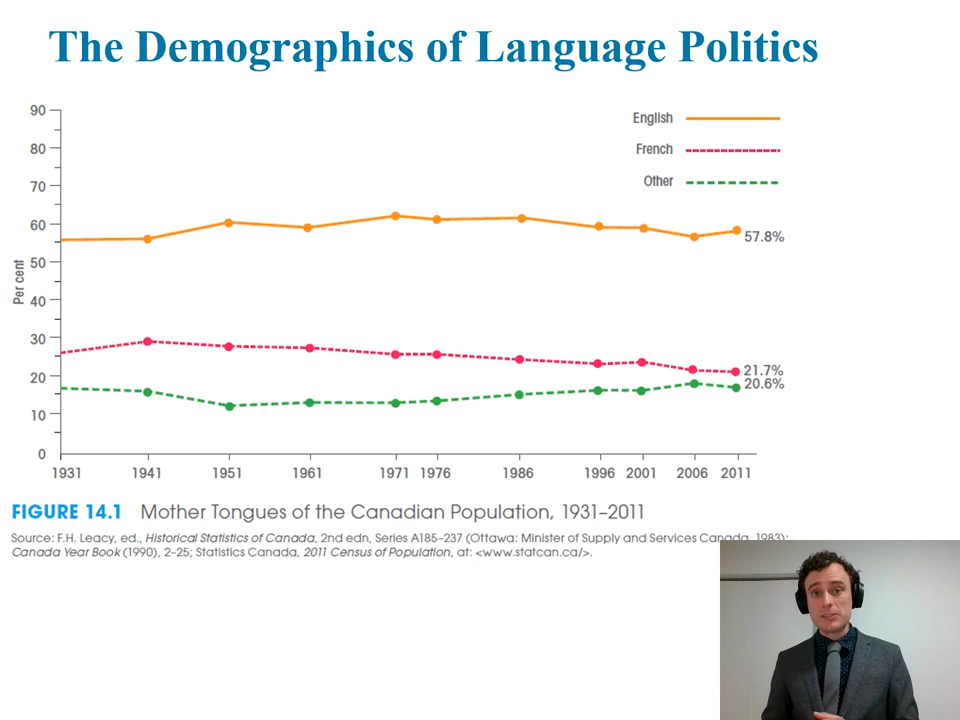 The Demographics of Language Politics
90
80
70
60
50
40
30
20
10
0
Per cent
English
French
Other
57.8%
21.7%
20.6%
1931 1941 1951 1961 1971 1976 1986 1996 2001 2006 2011
FIGURE 14.1 Mother Tongues of the Canadian Population, 1931–2011
Source: F.H. Leacy, ed., Historical Statistics of Canada, 2nd edn, Series A185–237 (Ottawa: Minister of Supply and Services Canada, 1983);
Canada Year Book (1990), 2–25; Statistics Canada, 2011 Census of Population, at: <www.statcan.ca/>.